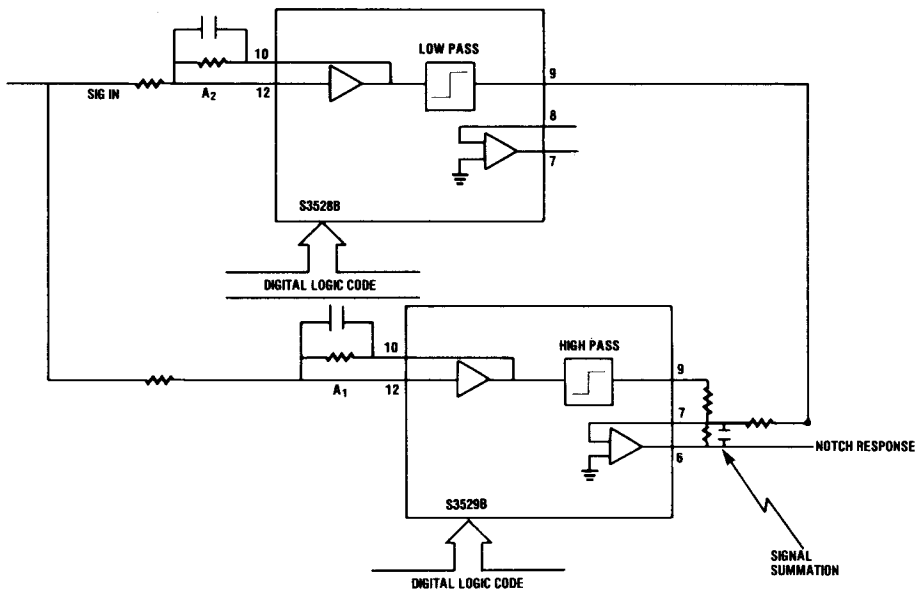 LOW PASS
10
9
SIG IN
A2
12
8
7
S3528B
DIGITAL LOGIC CODE
HIGH PASS
10
9
A1
12
7
6
NOTCH RESPONSE
S3529B
SIGNAL
SUMMATION
DIGITAL LOGIC CODE